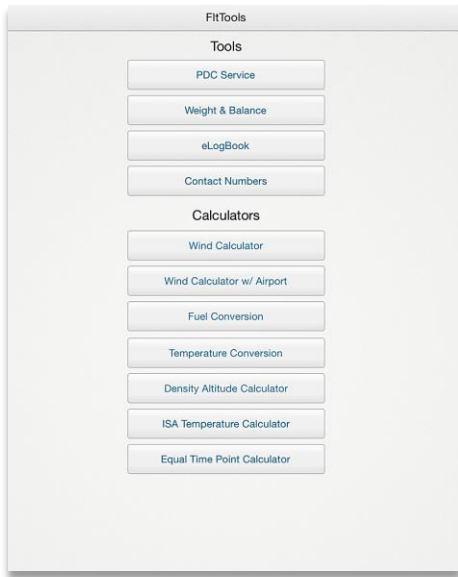 FltTools
Tools
PDC Service
Weight & Balance
eLogBook
Contact Numbers
Calculators
Wind Calculator
Wind Calculator w/ Airport
Fuel Conversion
Temperature Conversion
Density Altitude Calculator
ISA Temperature Calculator
Equal Time Point Calculator